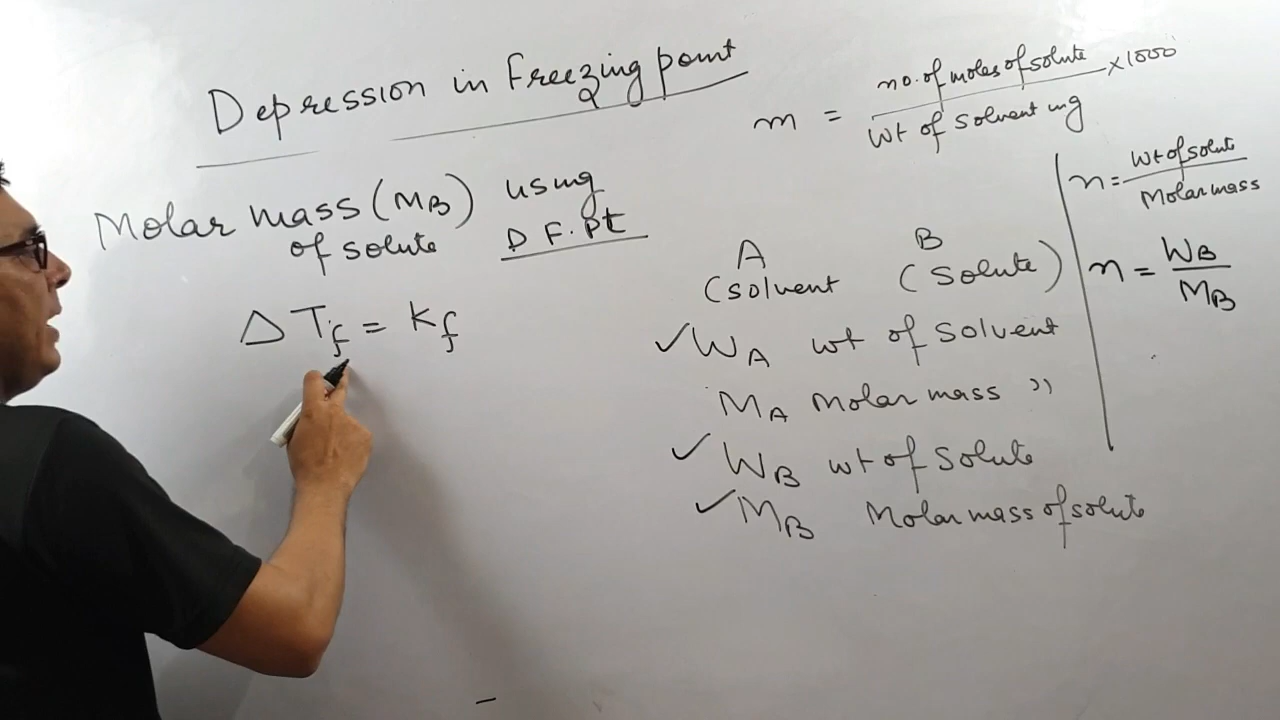 Depression in Freezing point
m = no. of moles of solute / Wt of Solvent in g × 1000
Molar mass (MB) using
of solute D F. Pt
Δ Tf = Kf
n = Wt of solute / Molar mass
n = WB / MB
A B
(Solvent (Solute)
✓ WA wt of Solvent
MA Molar mass ))
✓ WB wt of Solute
✓ MB Molar mass of solute